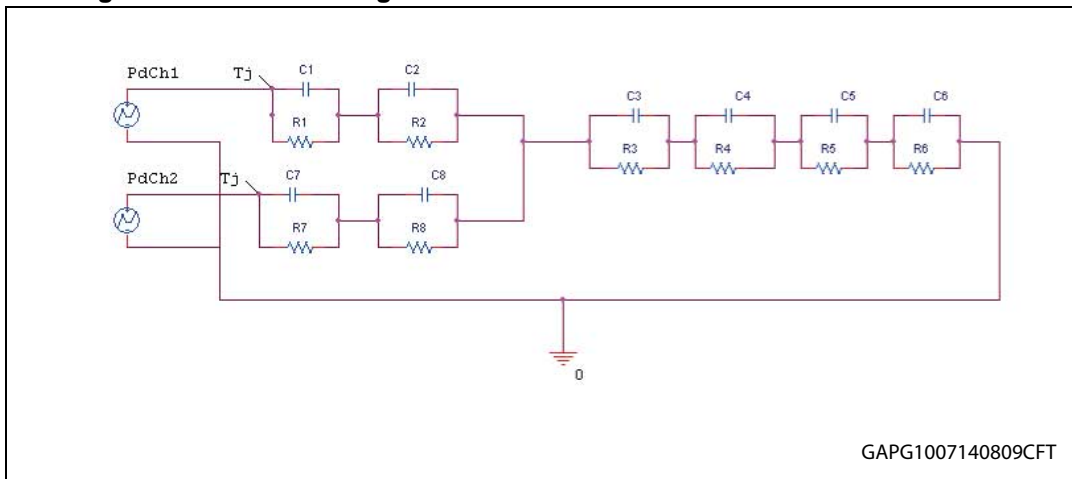 PdCh1
Tj
C1
C2
R1
R2
C3
C4
C5
C6
R3
R4
R5
R6
PdCh2
Tj
C7
C8
R7
R8
0
GAPG1007140809CFT